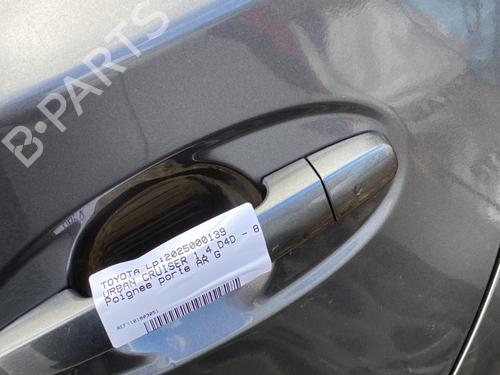 B-PARTS
TOYOTA Lp:2025000139
URBAN CRUISER 1.4 D4D - 8
Poignee porte AR G